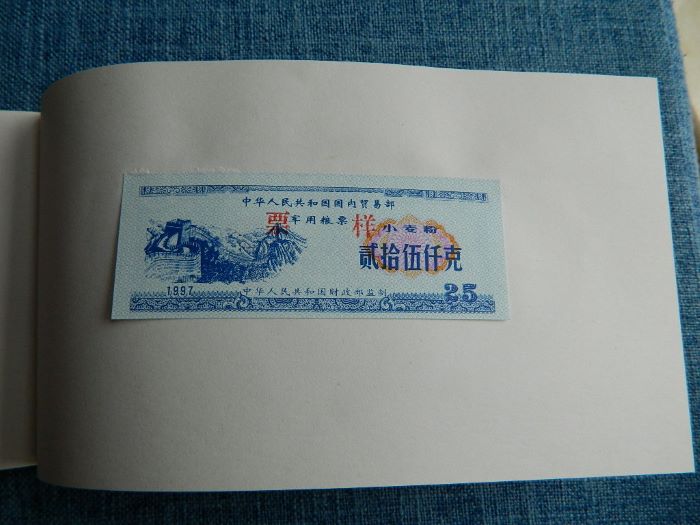 中华人民共和国国内贸易部
军用粮票 小麦粉
票样
贰拾伍仟克
1997
中华人民共和国财政部监制
25